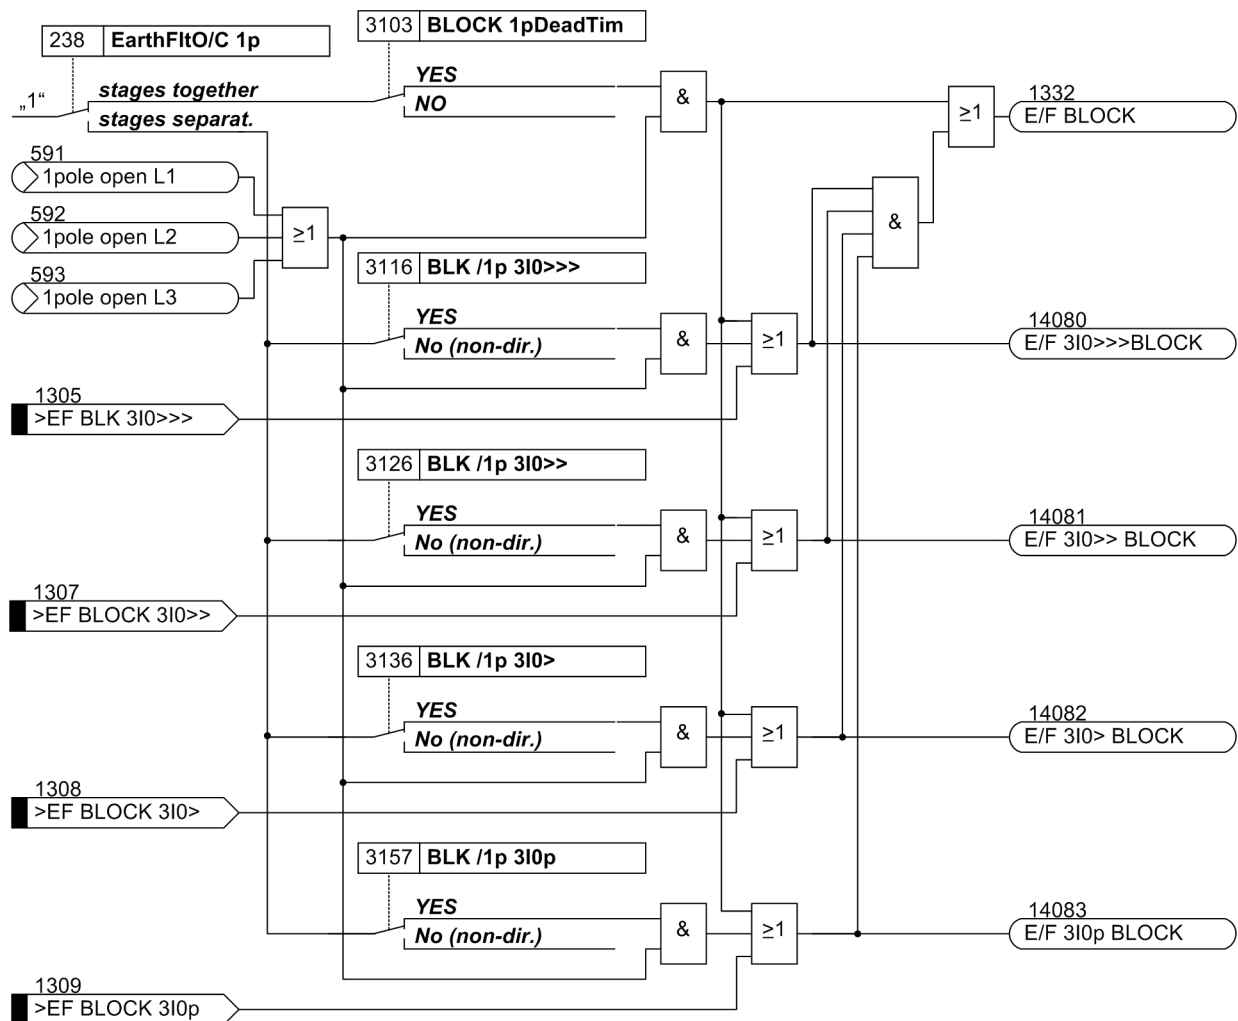 238 EarthFltO/C 1p
3103 BLOCK 1pDeadTim
„1“
stages together
stages separat.
YES
NO
&
≥1
1332
E/F BLOCK
591
1pole open L1
592
1pole open L2
593
1pole open L3
≥1
&
3116 BLK /1p 3I0>>>
YES
No (non-dir.)
&
≥1
14080
E/F 3I0>>>BLOCK
1305
>EF BLK 3I0>>>
3126 BLK /1p 3I0>>
YES
No (non-dir.)
&
≥1
14081
E/F 3I0>> BLOCK
1307
>EF BLOCK 3I0>>
3136 BLK /1p 3I0>
YES
No (non-dir.)
&
≥1
14082
E/F 3I0> BLOCK
1308
>EF BLOCK 3I0>
3157 BLK /1p 3I0p
YES
No (non-dir.)
&
≥1
14083
E/F 3I0p BLOCK
1309
>EF BLOCK 3I0p